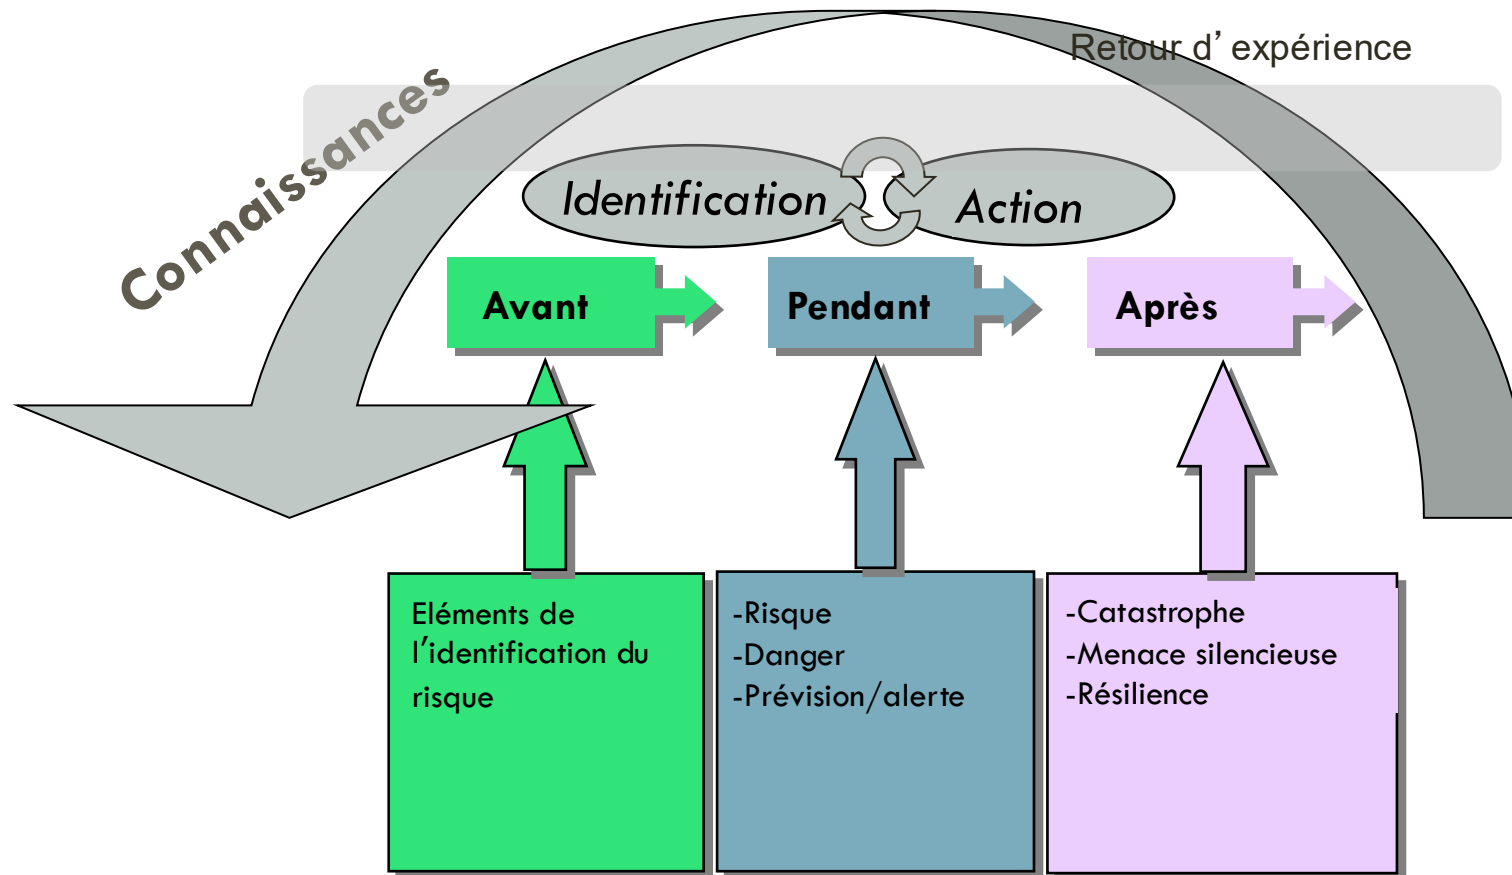 Retour d’ expérience
Connaissances
Identification
Action
Avant
Pendant
Après
Eléments de
l’identification du
risque
-Risque
-Danger
-Prévision/alerte
-Catastrophe
-Menace silencieuse
-Résilience